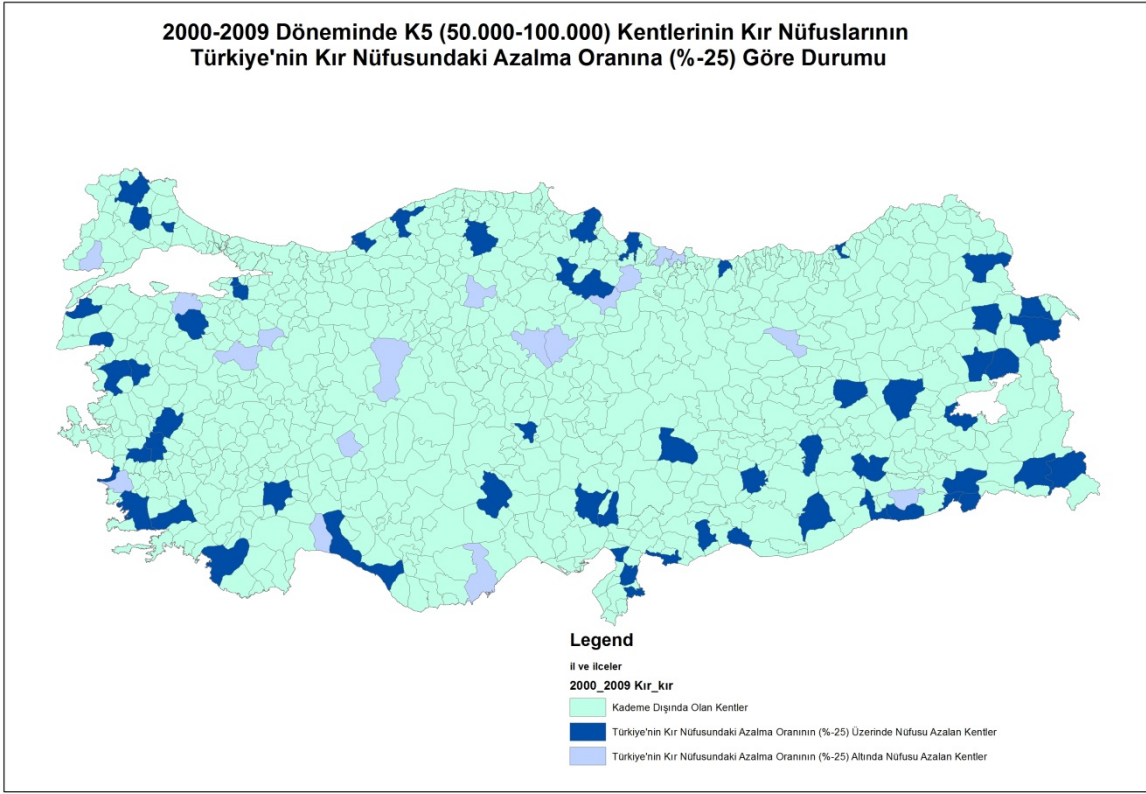 2000-2009 Döneminde K5 (50.000-100.000) Kentlerinin Kır Nüfuslarının
Türkiye'nin Kır Nüfusundaki Azalma Oranına (%-25) Göre Durumu
Legend
il ve ilceler
2000_2009 Kır_kır
Kademe Dışında Olan Kentler
Türkiye'nin Kır Nüfusundaki Azalma Oranının (%-25) Üzerinde Nüfusu Azalan Kentler
Türkiye'nin Kır Nüfusundaki Azalma Oranının (%-25) Altında Nüfusu Azalan Kentler